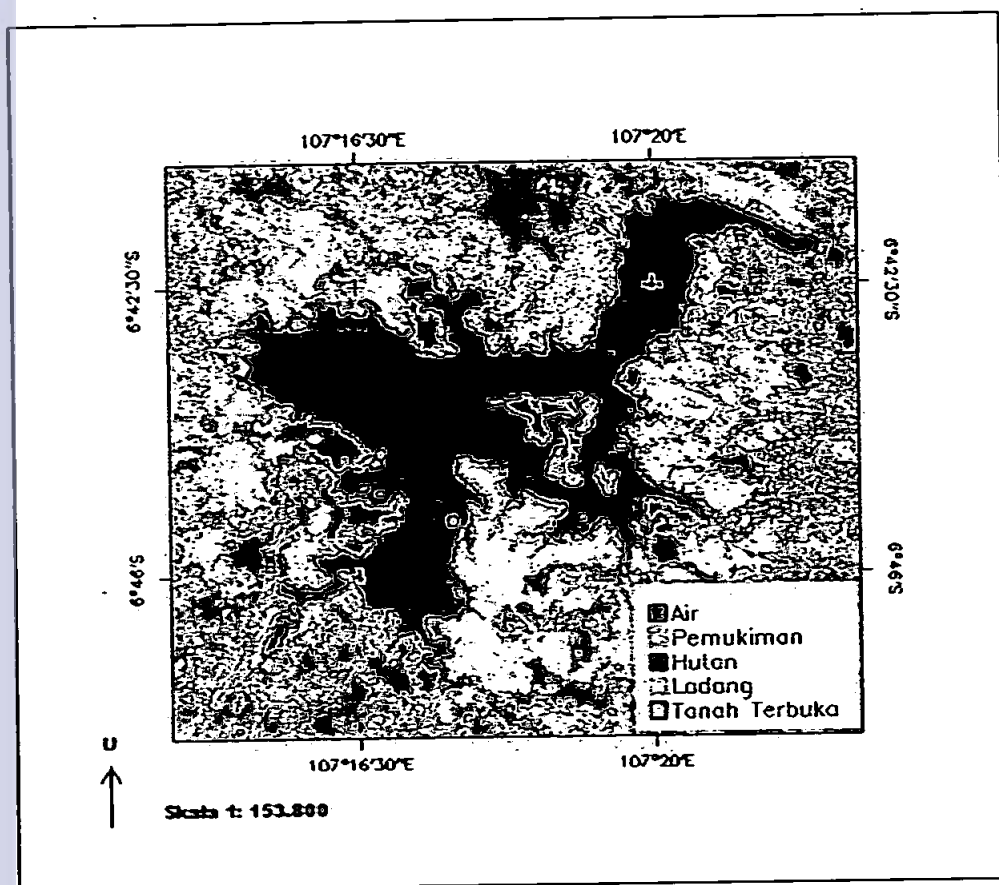 107°16'30"E 107°20'E
6°42'30"S 6°42'30"S
6°46'S 6°46'S
Air
Pemukiman
Hutan
Ladang
Tanah Terbuka
107°16'30"E 107°20'E
U
Skala 1: 153.800